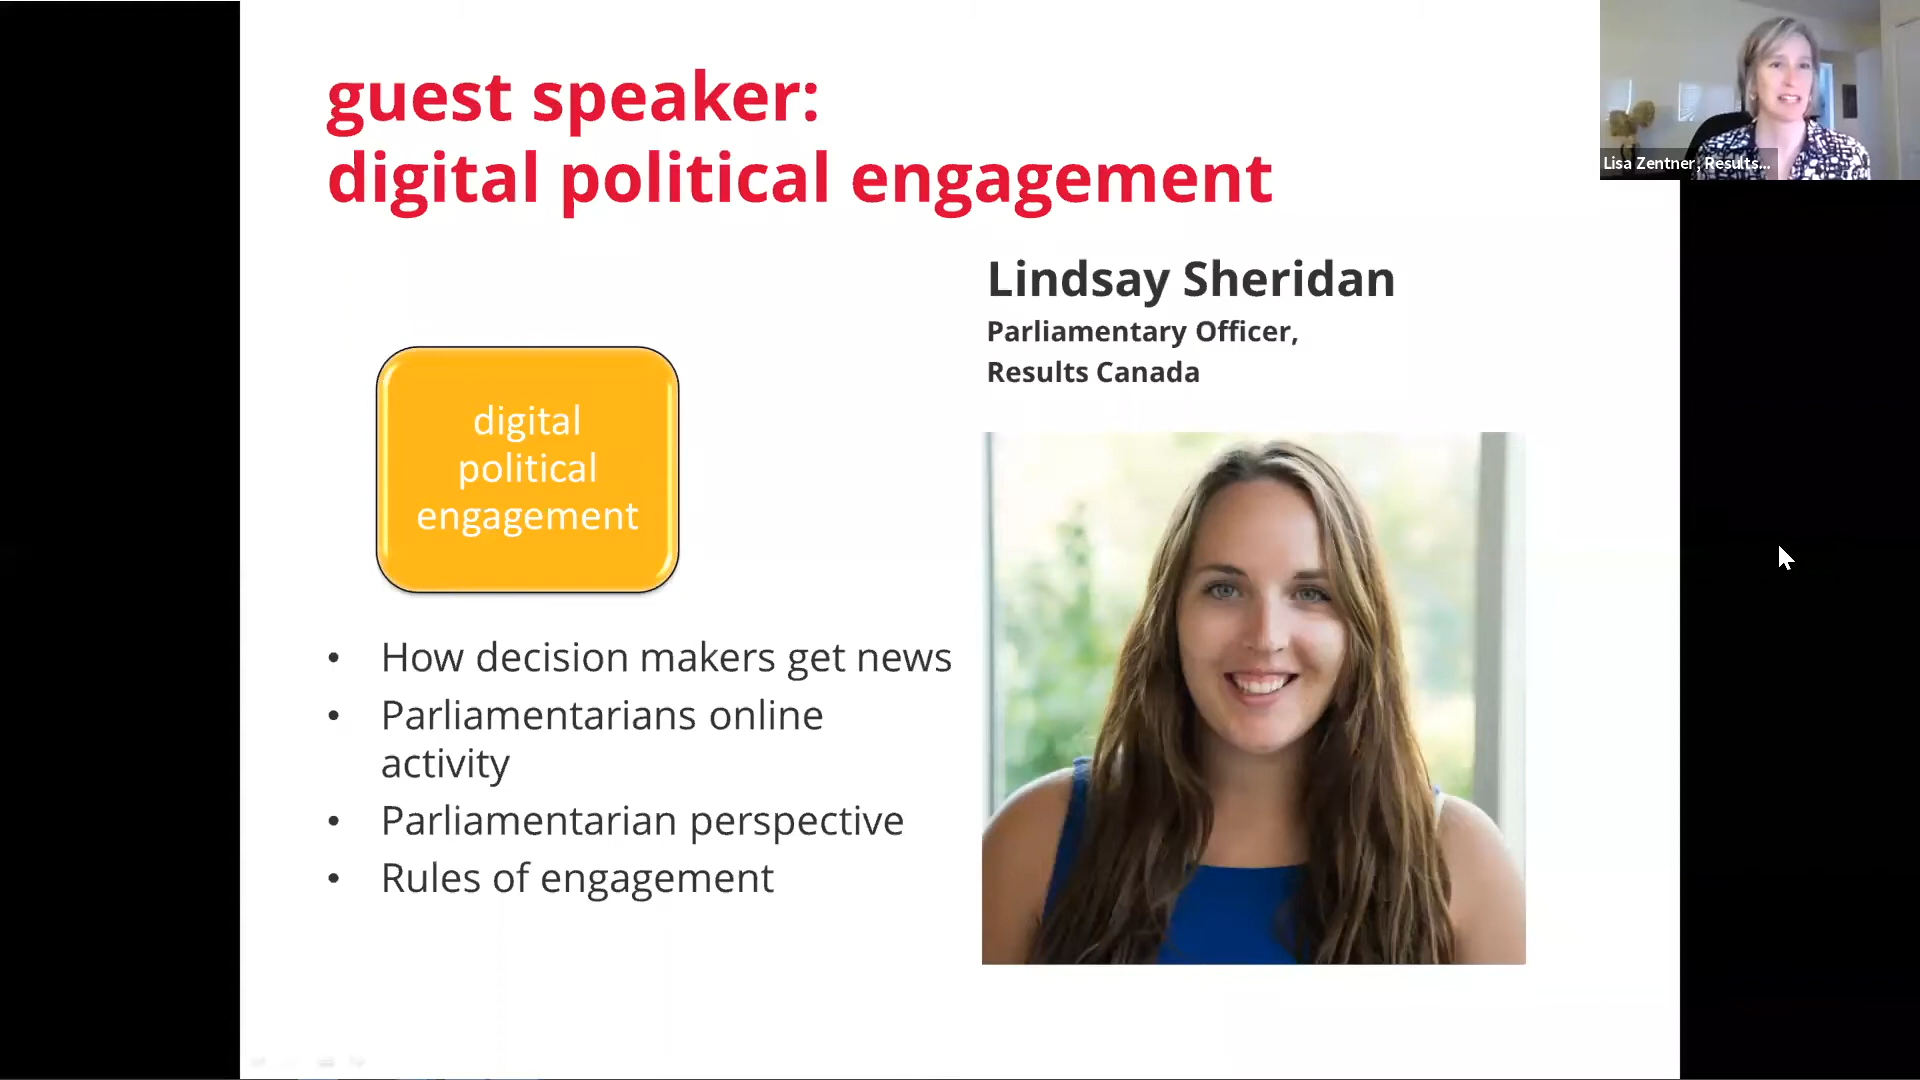 guest speaker:
digital political engagement
Lisa Zentner, Results...
Lindsay Sheridan
Parliamentary Officer,
Results Canada
digital
political
engagement
• How decision makers get news
• Parliamentarians online
activity
• Parliamentarian perspective
• Rules of engagement